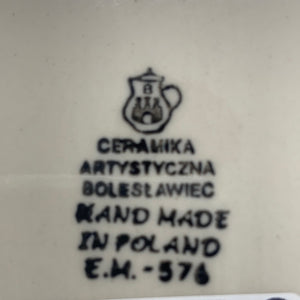 B
CERAMIKA
ARTYSTYCZNA
BOLESŁAWIEC
HAND MADE
IN POLAND
E.M.-576